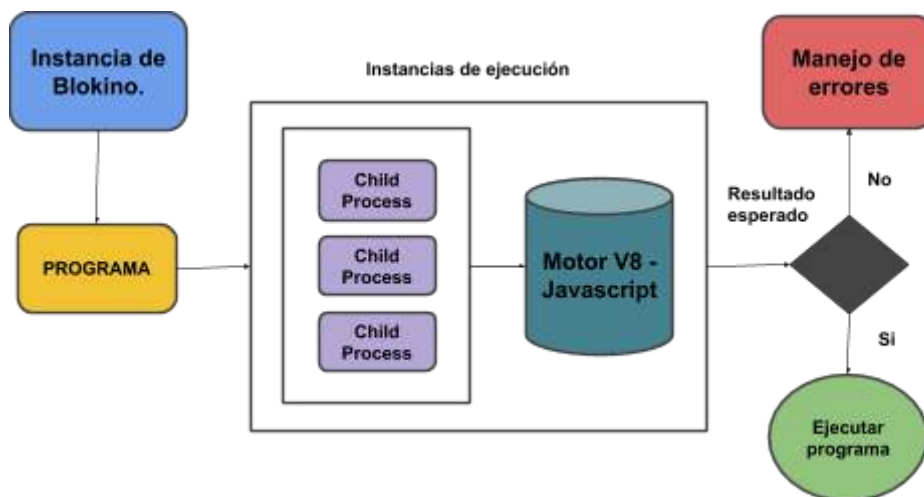 Instancia de
Blokino.
PROGRAMA
Instancias de ejecución
Child
Process
Child
Process
Child
Process
Motor V8 -
Javascript
Resultado
esperado
Manejo de
errores
No
Si
Ejecutar
programa